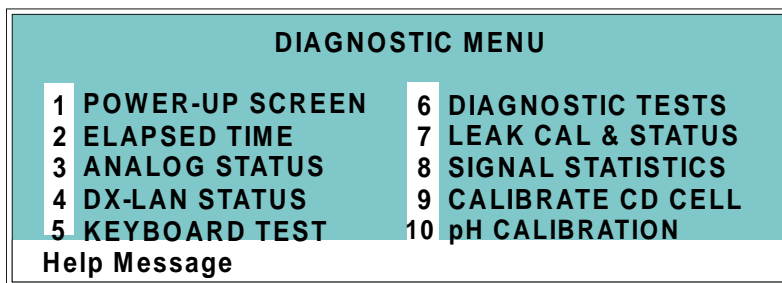 DIAGNOSTIC MENU
1 POWER-UP SCREEN
2 ELAPSED TIME
3 ANALOG STATUS
4 DX-LAN STATUS
5 KEYBOARD TEST
6 DIAGNOSTIC TESTS
7 LEAK CAL & STATUS
8 SIGNAL STATISTICS
9 CALIBRATE CD CELL
10 pH CALIBRATION
Help Message